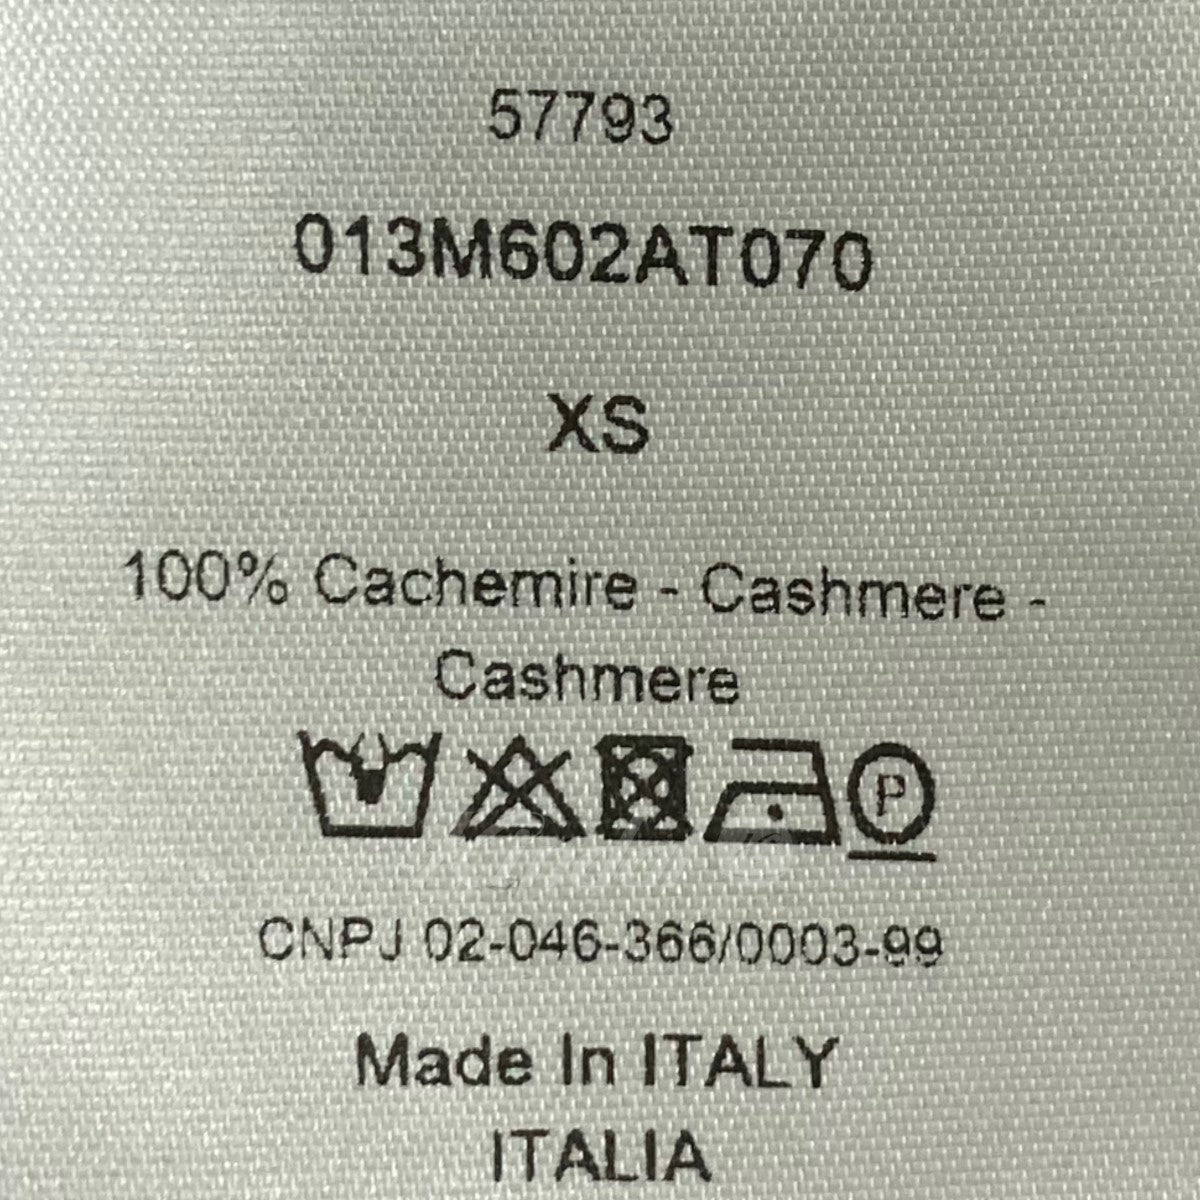 57793
013M602AT070
XS
100% Cachemire - Cashmere -
Cashmere
P
CNPJ 02-046-366/0003-99
Made In ITALY
ITALIA